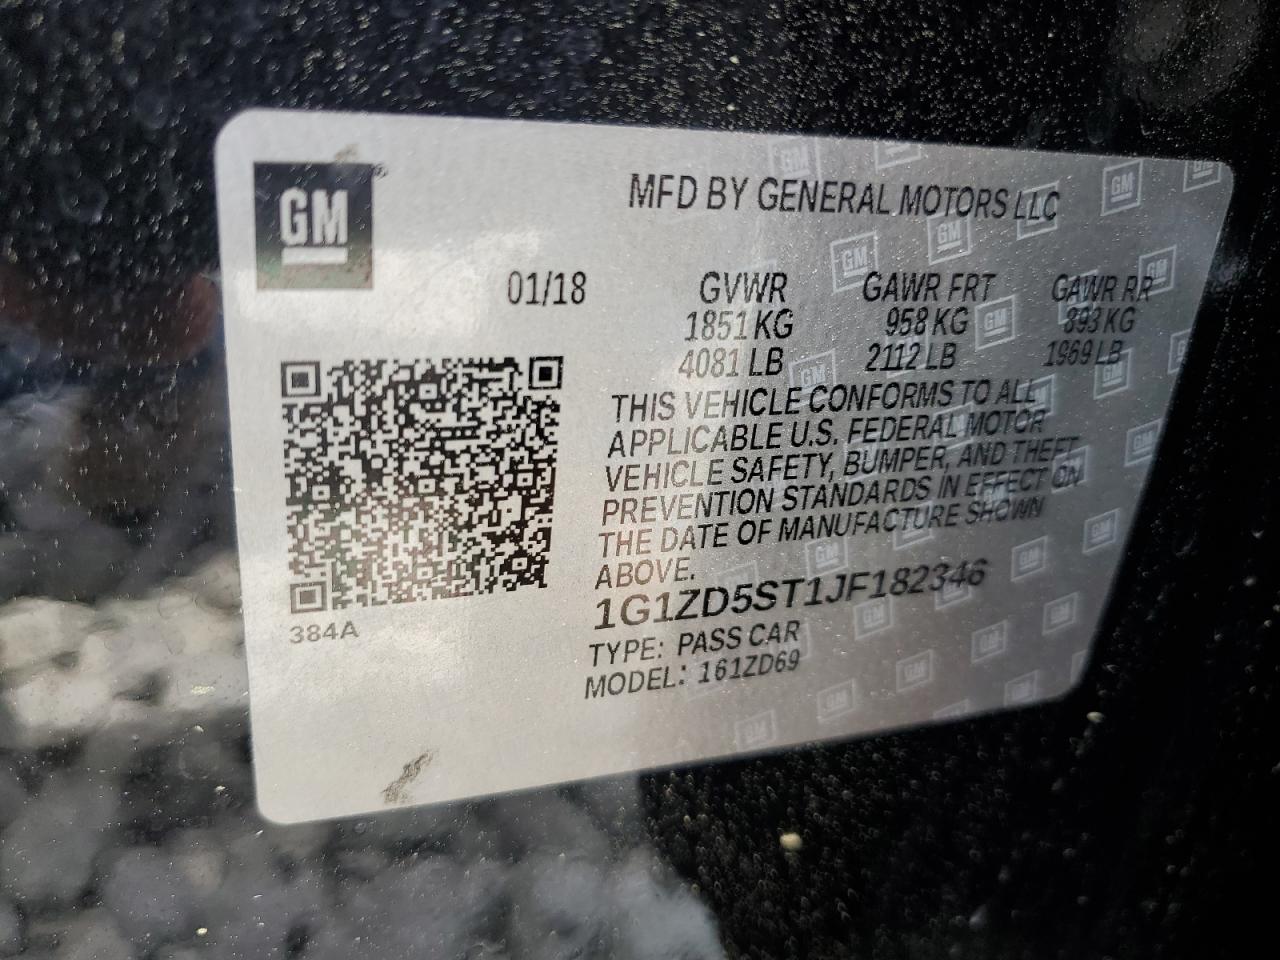 GM
MFD BY GENERAL MOTORS LLC
01/18 GVWR GAWR FRT GAWR RR
1851 KG 958 KG 893 KG
4081 LB 2112 LB 1969 LB
THIS VEHICLE CONFORMS TO ALL
APPLICABLE U.S. FEDERAL MOTOR
VEHICLE SAFETY, BUMPER, AND THEFT
PREVENTION STANDARDS IN EFFECT ON
THE DATE OF MANUFACTURE SHOWN
ABOVE.
1G1ZD5ST1JF182346
384A
TYPE: PASS CAR
MODEL: 161ZD69